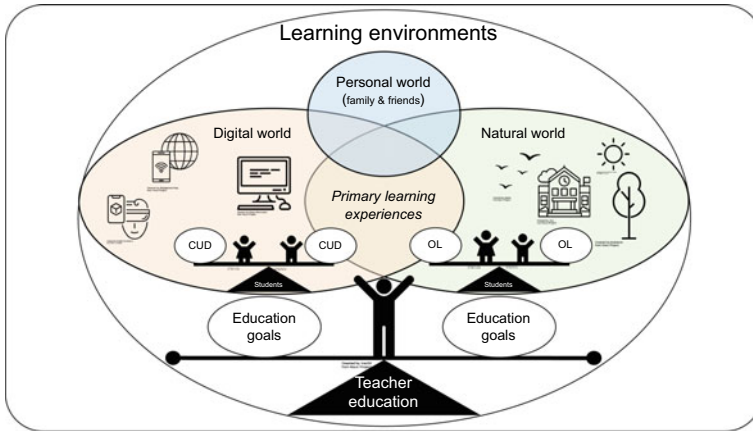 Learning environments
Personal world
(family & friends)
Digital world
Natural world
Primary learning
experiences
CUD
CUD
OL
OL
Students
Students
Education
goals
Education
goals
Teacher
education